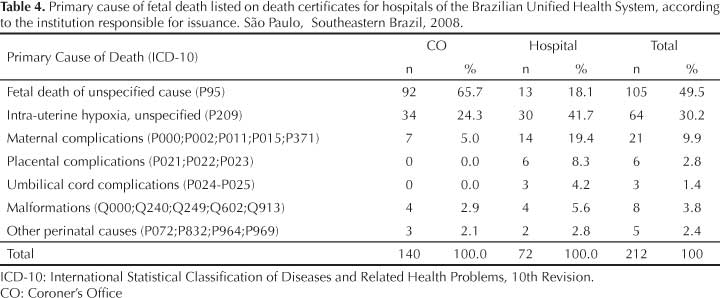 Table 4. Primary cause of fetal death listed on death certificates for hospitals of the Brazilian Unified Health System, according
to the institution responsible for issuance. São Paulo, Southeastern Brazil, 2008.
Primary Cause of Death (ICD-10) CO Hospital Total
n % n % n %
Fetal death of unspecified cause (P95) 92 65.7 13 18.1 105 49.5
Intra-uterine hypoxia, unspecified (P209) 34 24.3 30 41.7 64 30.2
Maternal complications (P000;P002;P011;P015;P371) 7 5.0 14 19.4 21 9.9
Placental complications (P021;P022;P023) 0 0.0 6 8.3 6 2.8
Umbilical cord complications (P024-P025) 0 0.0 3 4.2 3 1.4
Malformations (Q000;Q240;Q249;Q602;Q913) 4 2.9 4 5.6 8 3.8
Other perinatal causes (P072;P832;P964;P969) 3 2.1 2 2.8 5 2.4
Total 140 100.0 72 100.0 212 100
ICD-10: International Statistical Classification of Diseases and Related Health Problems, 10th Revision.
CO: Coroner's Office